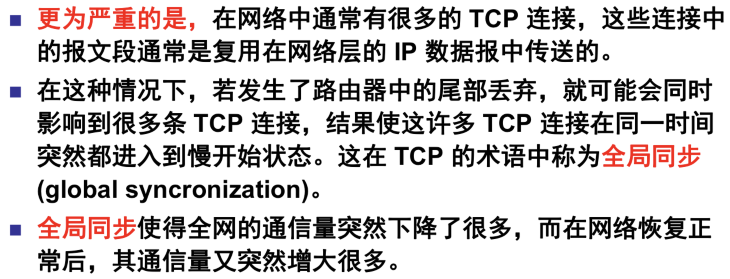 更为严重的是，在网络中通常有很多的 TCP 连接，这些连接中
的报文段通常是复用在网络层的 IP 数据报中传送的。
在这种情况下，若发生了路由器中的尾部丢弃，就可能会同时
影响到很多条 TCP 连接，结果使这许多 TCP 连接在同一时间
突然都进入到慢开始状态。这在 TCP 的术语中称为全局同步
(global syncronization)。
全局同步使得全网的通信量突然下降了很多，而在网络恢复正
常后，其通信量又突然增大很多。